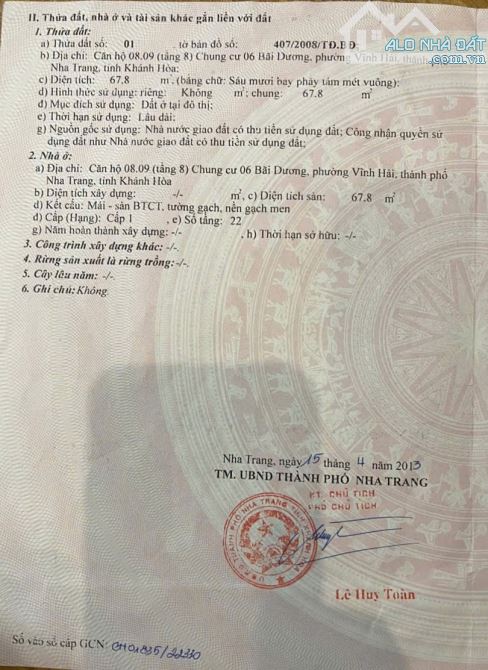 ALO NHÀ ĐẤT
.com.vn
II. Thửa đất, nhà ở và tài sản khác gắn liền với đất
1. Thửa đất:
a) Thửa đất số: 01 , tờ bản đồ số: 407/2008/TĐ.BĐ
b) Địa chỉ: Căn hộ 08.09 (tầng 8) Chung cư 06 Bãi Dương, phường Vĩnh Hải, thành phố
Nha Trang, tỉnh Khánh Hòa;
c) Diện tích: 67.8 m², (bằng chữ: Sáu mươi bảy phảy tám mét vuông);
d) Hình thức sử dụng: riêng: Không m²; chung: 67.8 m²
đ) Mục đích sử dụng: Đất ở tại đô thị;
e) Thời hạn sử dụng: Lâu dài;
g) Nguồn gốc sử dụng: Nhà nước giao đất có thu tiền sử dụng đất; Công nhận quyền sử
dụng đất như Nhà nước giao đất có thu tiền sử dụng đất;
2. Nhà ở:
a) Địa chỉ: Căn hộ 08.09 (tầng 8) Chung cư 06 Bãi Dương, phường Vĩnh Hải, thành phố
Nha Trang, tỉnh Khánh Hòa
b) Diện tích xây dựng: -/- m², c) Diện tích sàn: 67.8 m²
d) Kết cấu: Mái - sàn BTCT, tường gạch, nền gạch men
đ) Cấp (Hạng): Cấp 1 , e) Số tầng: 22
g) Năm hoàn thành xây dựng: -/- , h) Thời hạn sở hữu: -/-
3. Công trình xây dựng khác: -/-.
4. Rừng sản xuất là rừng trồng:-/-.
5. Cây lâu năm: -/-
6. Ghi chú:Không.
Nha Trang, ngày 15 tháng 4 năm 2013
TM. UBND THÀNH PHỐ NHA TRANG
KT. CHỦ TỊCH
PHÓ CHỦ TỊCH
Lê Huy Toàn
Số vào sổ cấp GCN: CH01835/22330